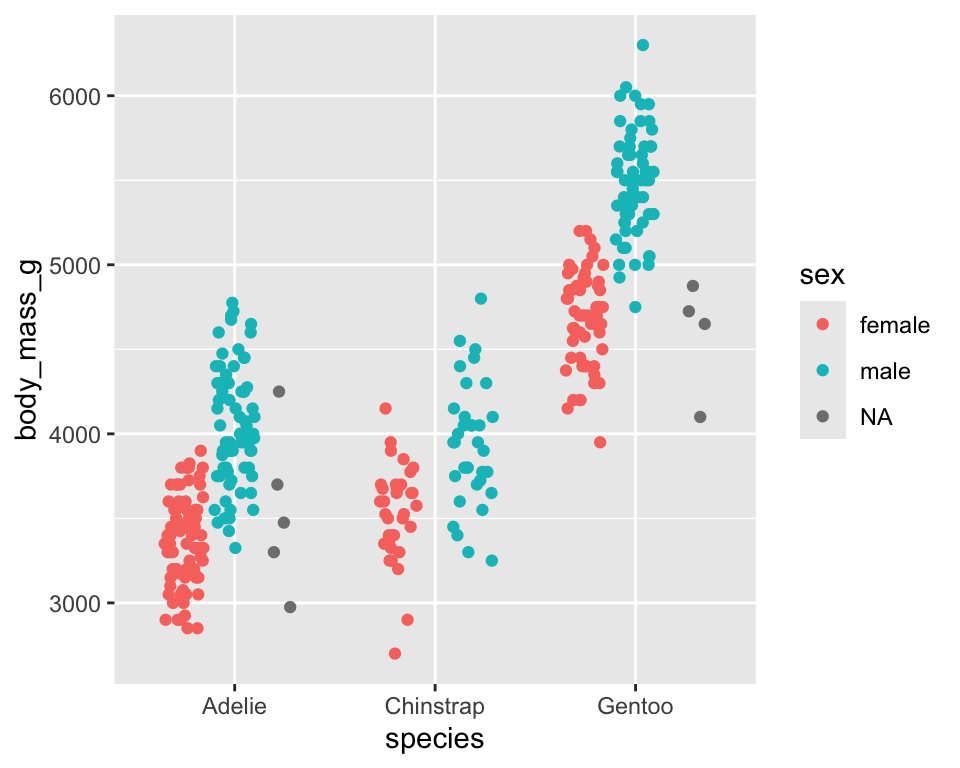 body_mass_g
6000
5000
4000
3000
Adelie Chinstrap Gentoo
species
sex
female
male
NA